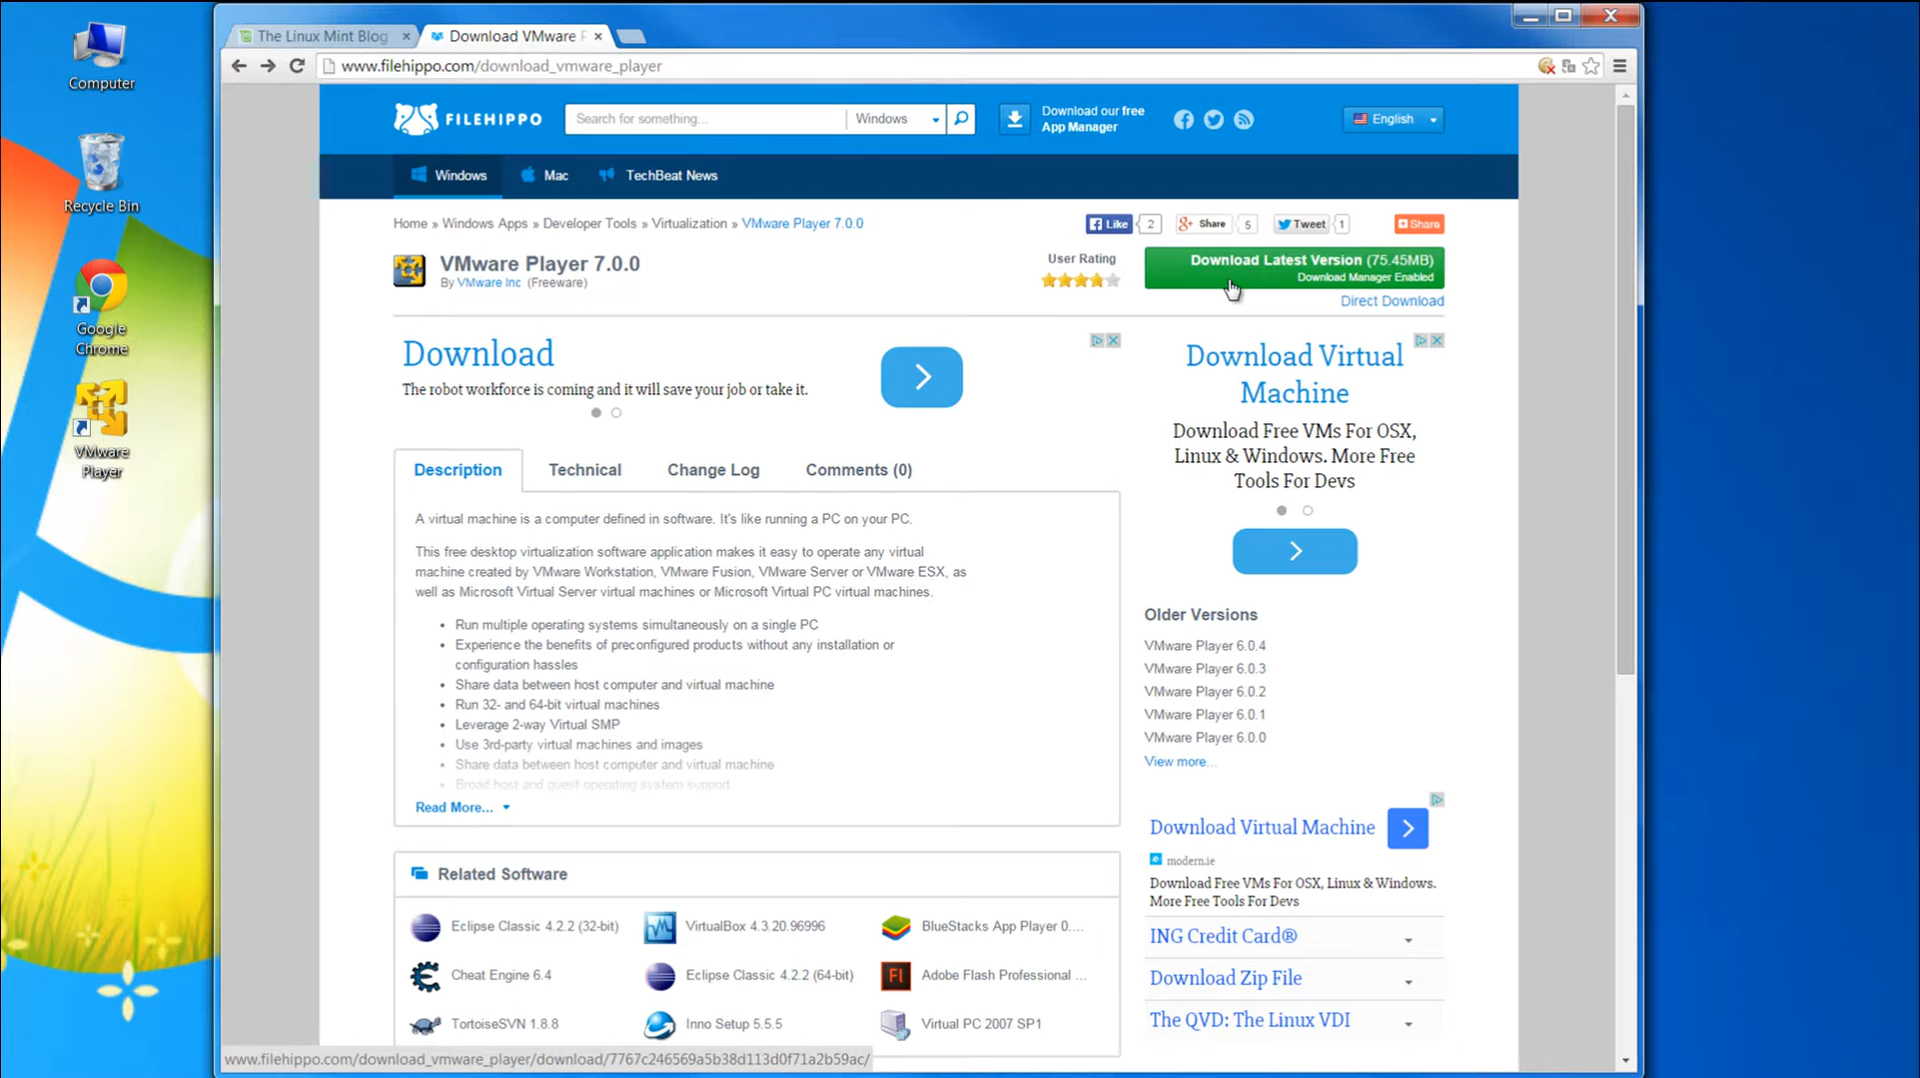 Computer
Recycle Bin
Google
Chrome
VMware
Player
The Linux Mint Blog
Download VMware P
www.filehippo.com/download_vmware_player
FILEHIPPO
Search for something...
Windows
Download our free
App Manager
English
Windows
Mac
TechBeat News
Home » Windows Apps » Developer Tools » Virtualization » VMware Player 7.0.0
Like
2
g+ Share
5
Tweet
1
Share
VMware Player 7.0.0
By VMware Inc (Freeware)
User Rating
Download Latest Version (75.45MB)
Download Manager Enabled
Direct Download
Download
The robot workforce is coming and it will save your job or take it.
Download Virtual
Machine
Download Free VMs For OSX,
Linux & Windows. More Free
Tools For Devs
Description
Technical
Change Log
Comments (0)
A virtual machine is a computer defined in software. It's like running a PC on your PC.
This free desktop virtualization software application makes it easy to operate any virtual
machine created by VMware Workstation, VMware Fusion, VMware Server or VMware ESX, as
well as Microsoft Virtual Server virtual machines or Microsoft Virtual PC virtual machines.
• Run multiple operating systems simultaneously on a single PC
• Experience the benefits of preconfigured products without any installation or
configuration hassles
• Share data between host computer and virtual machine
• Run 32- and 64-bit virtual machines
• Leverage 2-way Virtual SMP
• Use 3rd-party virtual machines and images
• Share data between host computer and virtual machine
• Broad host and guest operating system support
Read More...
Older Versions
VMware Player 6.0.4
VMware Player 6.0.3
VMware Player 6.0.2
VMware Player 6.0.1
VMware Player 6.0.0
View more...
Download Virtual Machine
modern.ie
Download Free VMs For OSX, Linux & Windows.
More Free Tools For Devs
ING Credit Card®
Download Zip File
The QVD: The Linux VDI
Related Software
Eclipse Classic 4.2.2 (32-bit)
VirtualBox 4.3.20.96996
BlueStacks App Player 0....
Cheat Engine 6.4
Eclipse Classic 4.2.2 (64-bit)
Fl
Adobe Flash Professional ...
TortoiseSVN 1.8.8
Inno Setup 5.5.5
Virtual PC 2007 SP1
www.filehippo.com/download_vmware_player/download/7767c246569a5b38d113d0f71a2b59ac/